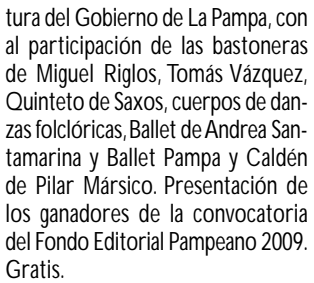 tura del Gobierno de La Pampa, con
al participación de las bastoneras
de Miguel Riglos, Tomás Vázquez,
Quinteto de Saxos, cuerpos de dan-
zas folclóricas, Ballet de Andrea San-
tamarina y Ballet Pampa y Caldén
de Pilar Mársico. Presentación de
los ganadores de la convocatoria
del Fondo Editorial Pampeano 2009.
Gratis.